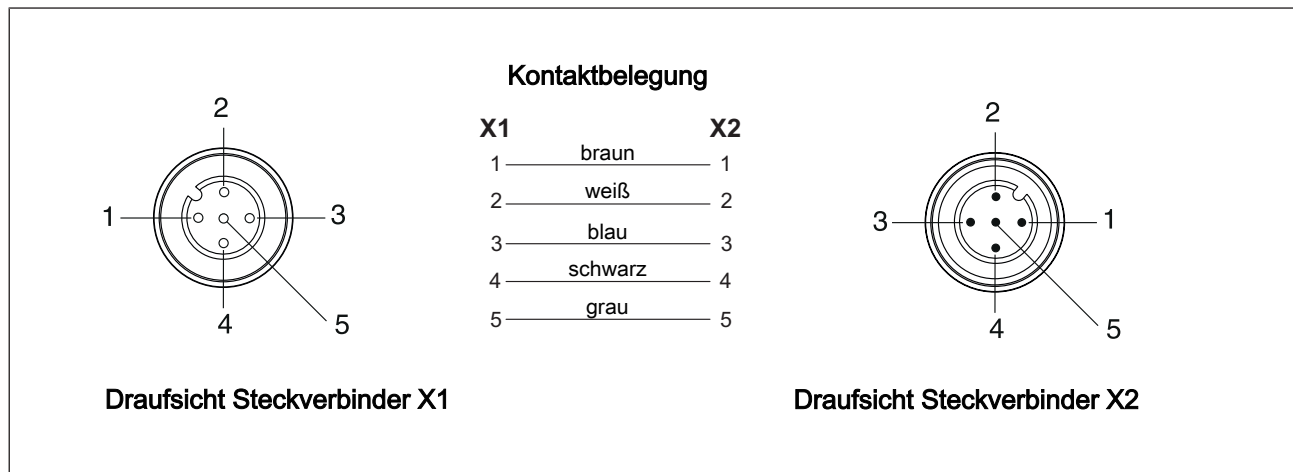 Kontaktbelegung
X1 X2
1 braun 1
2 weiß 2
3 blau 3
4 schwarz 4
5 grau 5
2
1 3
4 5
Draufsicht Steckverbinder X1
2
3 1
4 5
Draufsicht Steckverbinder X2